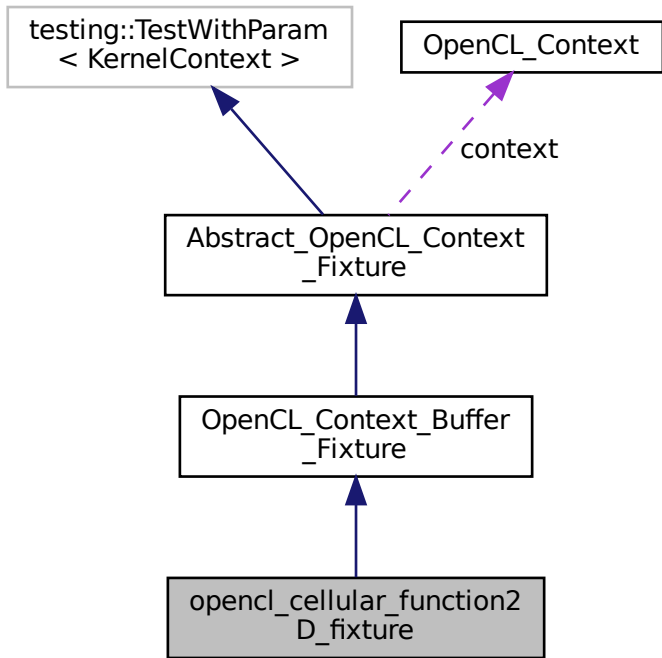 testing::TestWithParam
< KernelContext >
OpenCL_Context
context
Abstract_OpenCL_Context
_Fixture
OpenCL_Context_Buffer
_Fixture
opencl_cellular_function2
D_fixture